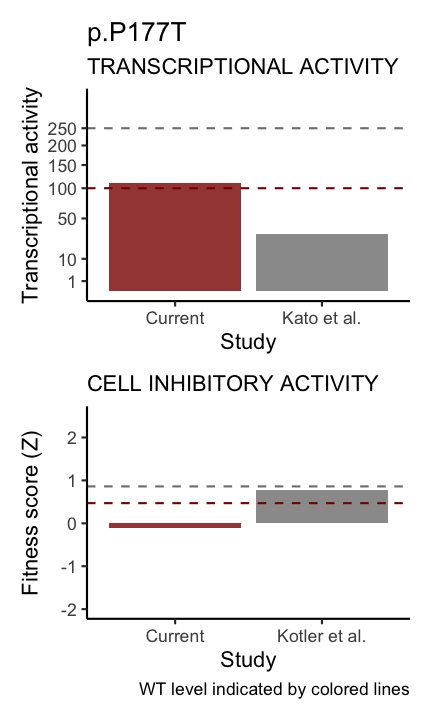 p.P177T
TRANSCRIPTIONAL ACTIVITY
Transcriptional activity
250
200
150
100
50
10
1
Current
Kato et al.
Study
CELL INHIBITORY ACTIVITY
Fitness score (Z)
2
1
0
-1
-2
Current
Kotler et al.
Study
WT level indicated by colored lines